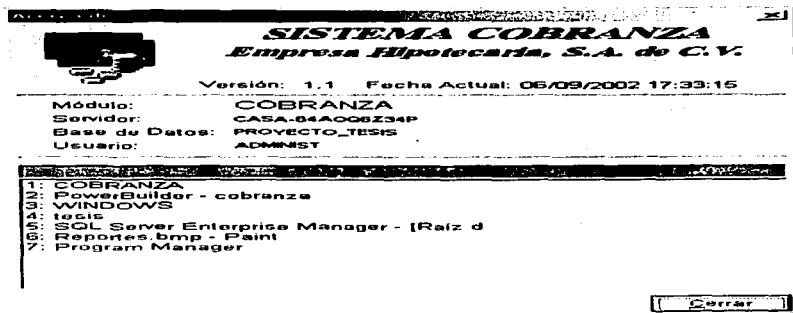 SISTEMA COBRANZA
Empresa Hipotecaria, S.A. de C.V.
Versión: 1.1 Fecha Actual: 06/09/2002 17:33:15
Módulo: COBRANZA
Servidor: CASA-84AOQ6Z34P
Base de Datos: PROYECTO_TESIS
Usuario: ADMINIST
1: COBRANZA
2: PowerBuilder - cobranza
3: WINDOWS
4: tesis
5: SQL Server Enterprise Manager - [Raíz d
6: Reportes.bmp - Paint
7: Program Manager
Cerrar